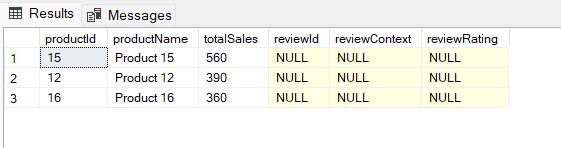 Results Messages
productId productName totalSales reviewId reviewContext reviewRating
1 15 Product 15 560 NULL NULL NULL
2 12 Product 12 390 NULL NULL NULL
3 16 Product 16 360 NULL NULL NULL